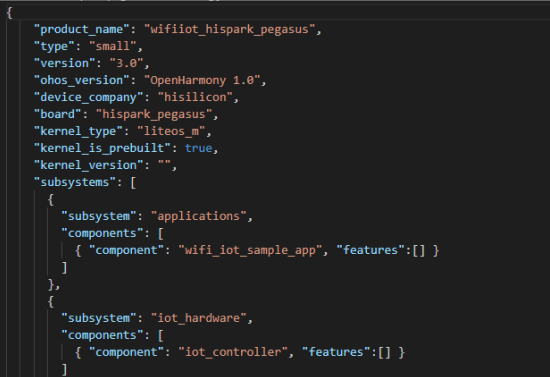 {
"product_name": "wifiiot_hispark_pegasus",
"type": "small",
"version": "3.0",
"ohos_version": "OpenHarmony 1.0",
"device_company": "hisilicon",
"board": "hispark_pegasus",
"kernel_type": "liteos_m",
"kernel_is_prebuilt": true,
"kernel_version": "",
"subsystems": [
{
"subsystem": "applications",
"components": [
{ "component": "wifi_iot_sample_app", "features":[] }
]
},
{
"subsystem": "iot_hardware",
"components": [
{ "component": "iot_controller", "features":[] }
]